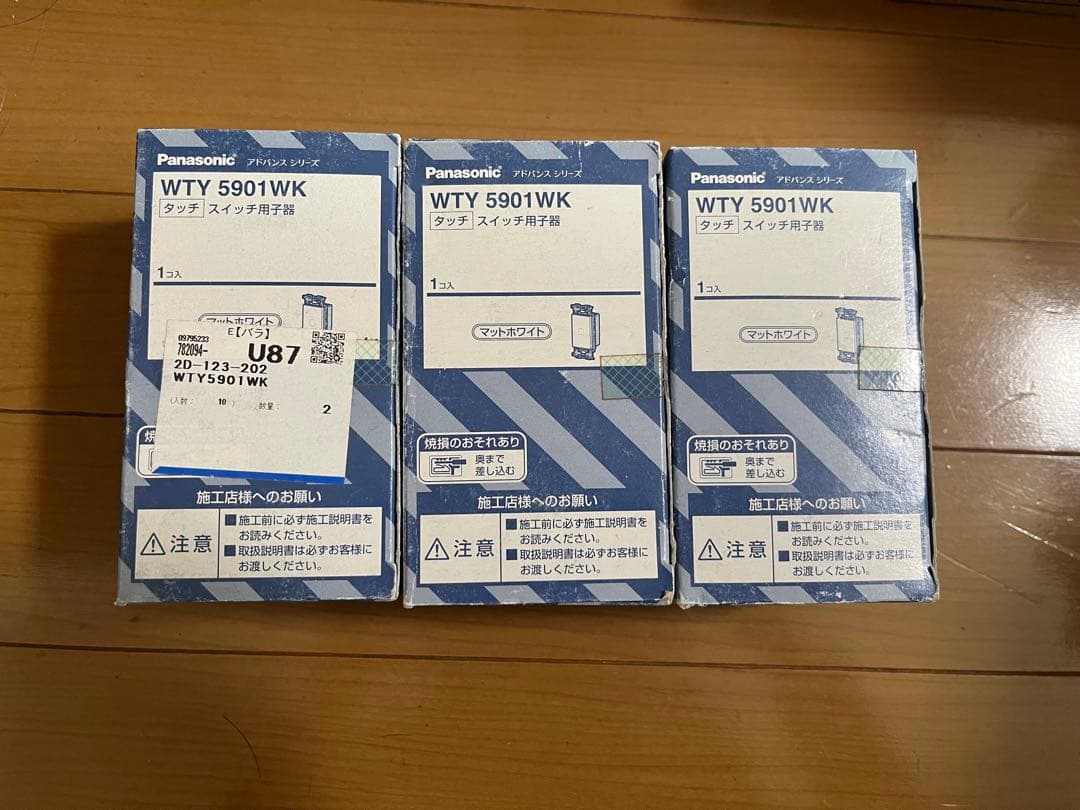 Panasonic アドバンス シリーズ
WTY 5901WK
タッチ スイッチ用子器
1コ入
マットホワイト
E【バラ】
09795233
782094-
U87
2D-123-202
WTY5901WK
(入数: 10 ) 数量: 2
焼
施工店様へのお願い
注意
■施工前に必ず施工説明書を
お読みください。
■取扱説明書は必ずお客様に
お渡しください。
Panasonic アドバンス シリーズ
WTY 5901WK
タッチ スイッチ用子器
1コ入
マットホワイト
焼損のおそれあり
奥まで
差し込む
施工店様へのお願い
注意
■施工前に必ず施工説明書を
お読みください。
■取扱説明書は必ずお客様に
お渡しください。
Panasonic アドバンス シリーズ
WTY 5901WK
タッチ スイッチ用子器
1コ入
マットホワイト
焼損のおそれあり
奥まで
差し込む
施工店様へのお願い
注意
■施工前に必ず施工説明書を
お読みください。
■取扱説明書は必ずお客様に
お渡しください。